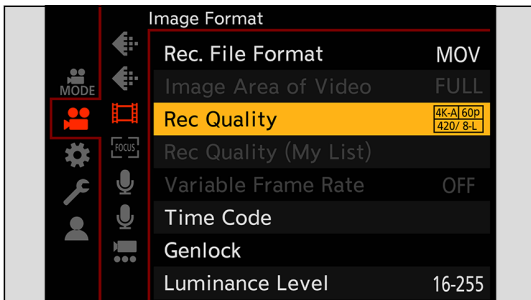 Image Format
Rec. File Format MOV
MODE
Image Area of Video FULL
Rec Quality 4K-A 60p 420/8-L
FOCUS
Rec Quality (My List)
Variable Frame Rate OFF
Time Code
Genlock
Luminance Level 16-255